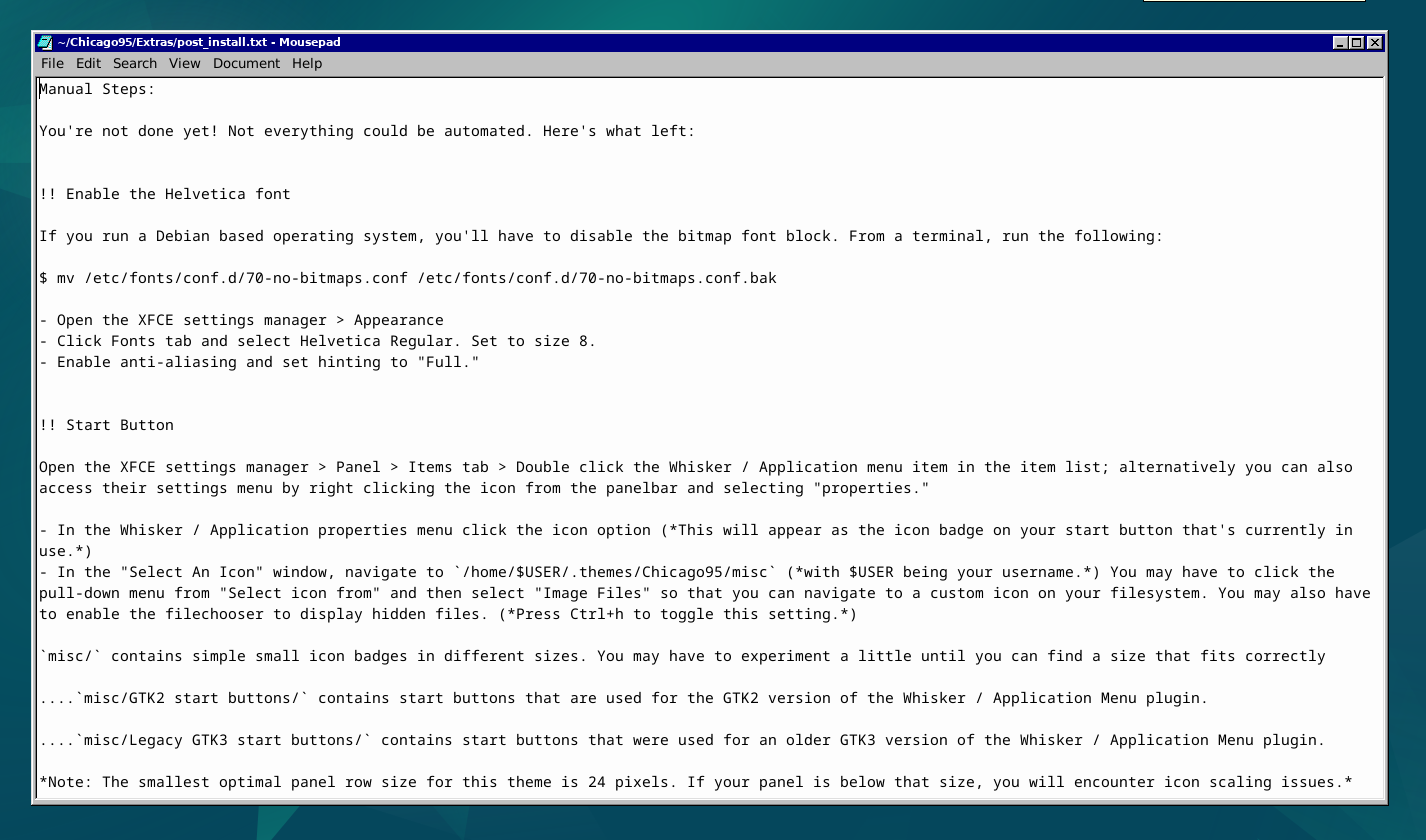 ~/Chicago95/Extras/post_install.txt - Mousepad
File Edit Search View Document Help
Manual Steps:
You're not done yet! Not everything could be automated. Here's what left:
!! Enable the Helvetica font
If you run a Debian based operating system, you'll have to disable the bitmap font block. From a terminal, run the following:
$ mv /etc/fonts/conf.d/70-no-bitmaps.conf /etc/fonts/conf.d/70-no-bitmaps.conf.bak
- Open the XFCE settings manager > Appearance
- Click Fonts tab and select Helvetica Regular. Set to size 8.
- Enable anti-aliasing and set hinting to "Full."
!! Start Button
Open the XFCE settings manager > Panel > Items tab > Double click the Whisker / Application menu item in the item list; alternatively you can also
access their settings menu by right clicking the icon from the panelbar and selecting "properties."
- In the Whisker / Application properties menu click the icon option (*This will appear as the icon badge on your start button that's currently in
use.*)
- In the "Select An Icon" window, navigate to `/home/$USER/.themes/Chicago95/misc` (*with $USER being your username.*) You may have to click the
pull-down menu from "Select icon from" and then select "Image Files" so that you can navigate to a custom icon on your filesystem. You may also have
to enable the filechooser to display hidden files. (*Press Ctrl+h to toggle this setting.*)
`misc/` contains simple small icon badges in different sizes. You may have to experiment a little until you can find a size that fits correctly
....`misc/GTK2 start buttons/` contains start buttons that are used for the GTK2 version of the Whisker / Application Menu plugin.
....`misc/Legacy GTK3 start buttons/` contains start buttons that were used for an older GTK3 version of the Whisker / Application Menu plugin.
*Note: The smallest optimal panel row size for this theme is 24 pixels. If your panel is below that size, you will encounter icon scaling issues.*